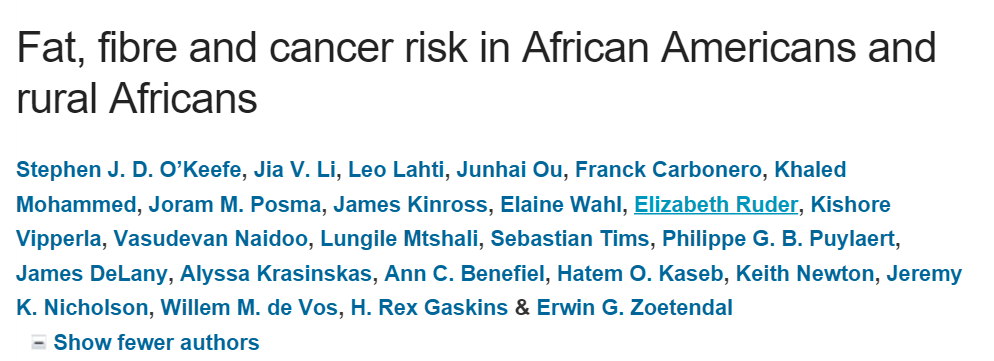 Fat, fibre and cancer risk in African Americans and
rural Africans
Stephen J. D. O’Keefe, Jia V. Li, Leo Lahti, Junhai Ou, Franck Carbonero, Khaled
Mohammed, Joram M. Posma, James Kinross, Elaine Wahl, Elizabeth Ruder, Kishore
Vipperla, Vasudevan Naidoo, Lungile Mtshali, Sebastian Tims, Philippe G. B. Puylaert,
James DeLany, Alyssa Krasinskas, Ann C. Benefiel, Hatem O. Kaseb, Keith Newton, Jeremy
K. Nicholson, Willem M. de Vos, H. Rex Gaskins & Erwin G. Zoetendal
Show fewer authors